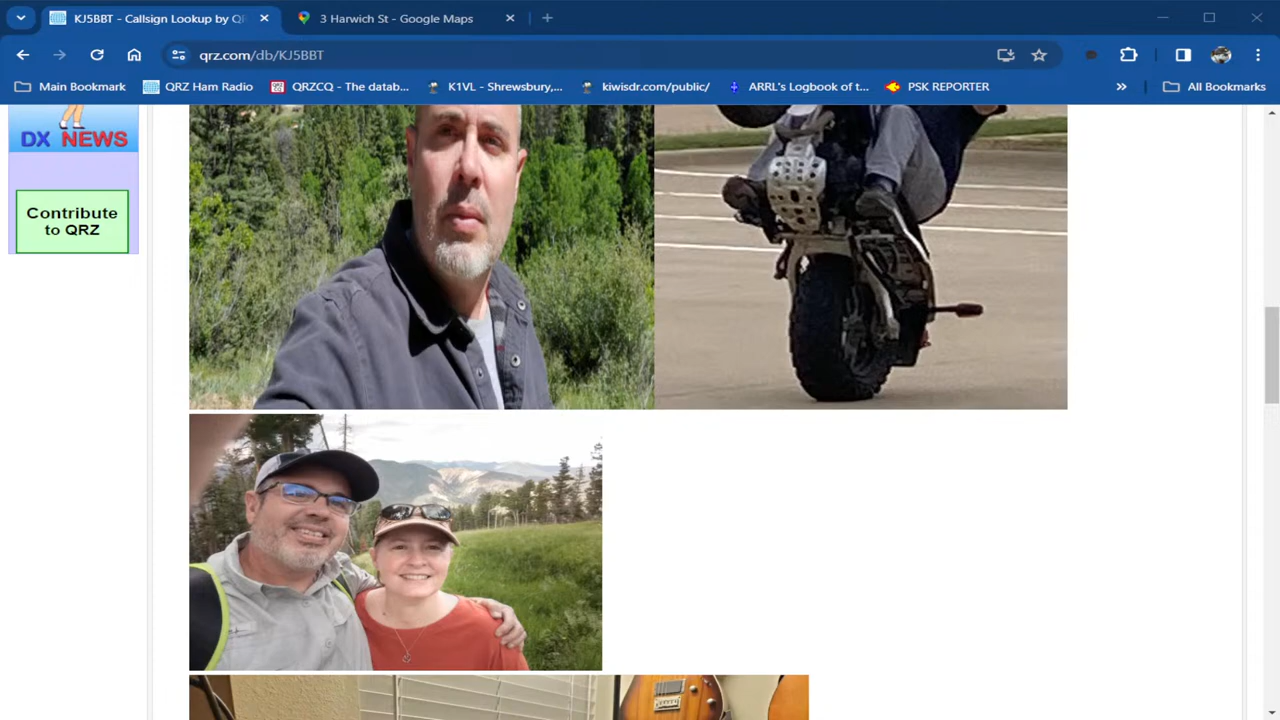 KJ5BBT - Callsign Lookup by QR
3 Harwich St - Google Maps
qrz.com/db/KJ5BBT
Main Bookmark
QRZ Ham Radio
QRZCQ - The datab...
K1VL - Shrewsbury,...
kiwisdr.com/public/
ARRL's Logbook of t...
PSK REPORTER
»
All Bookmarks
DX NEWS
Contribute
to QRZ